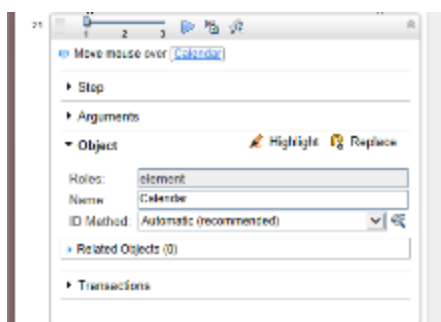 21
1 2 3
Move mouse over [Calendar]
Step
Arguments
Object Highlight Replace
Roles: element
Name Calendar
ID Method: Automatic (recommended)
Related Objects (0)
Transactions